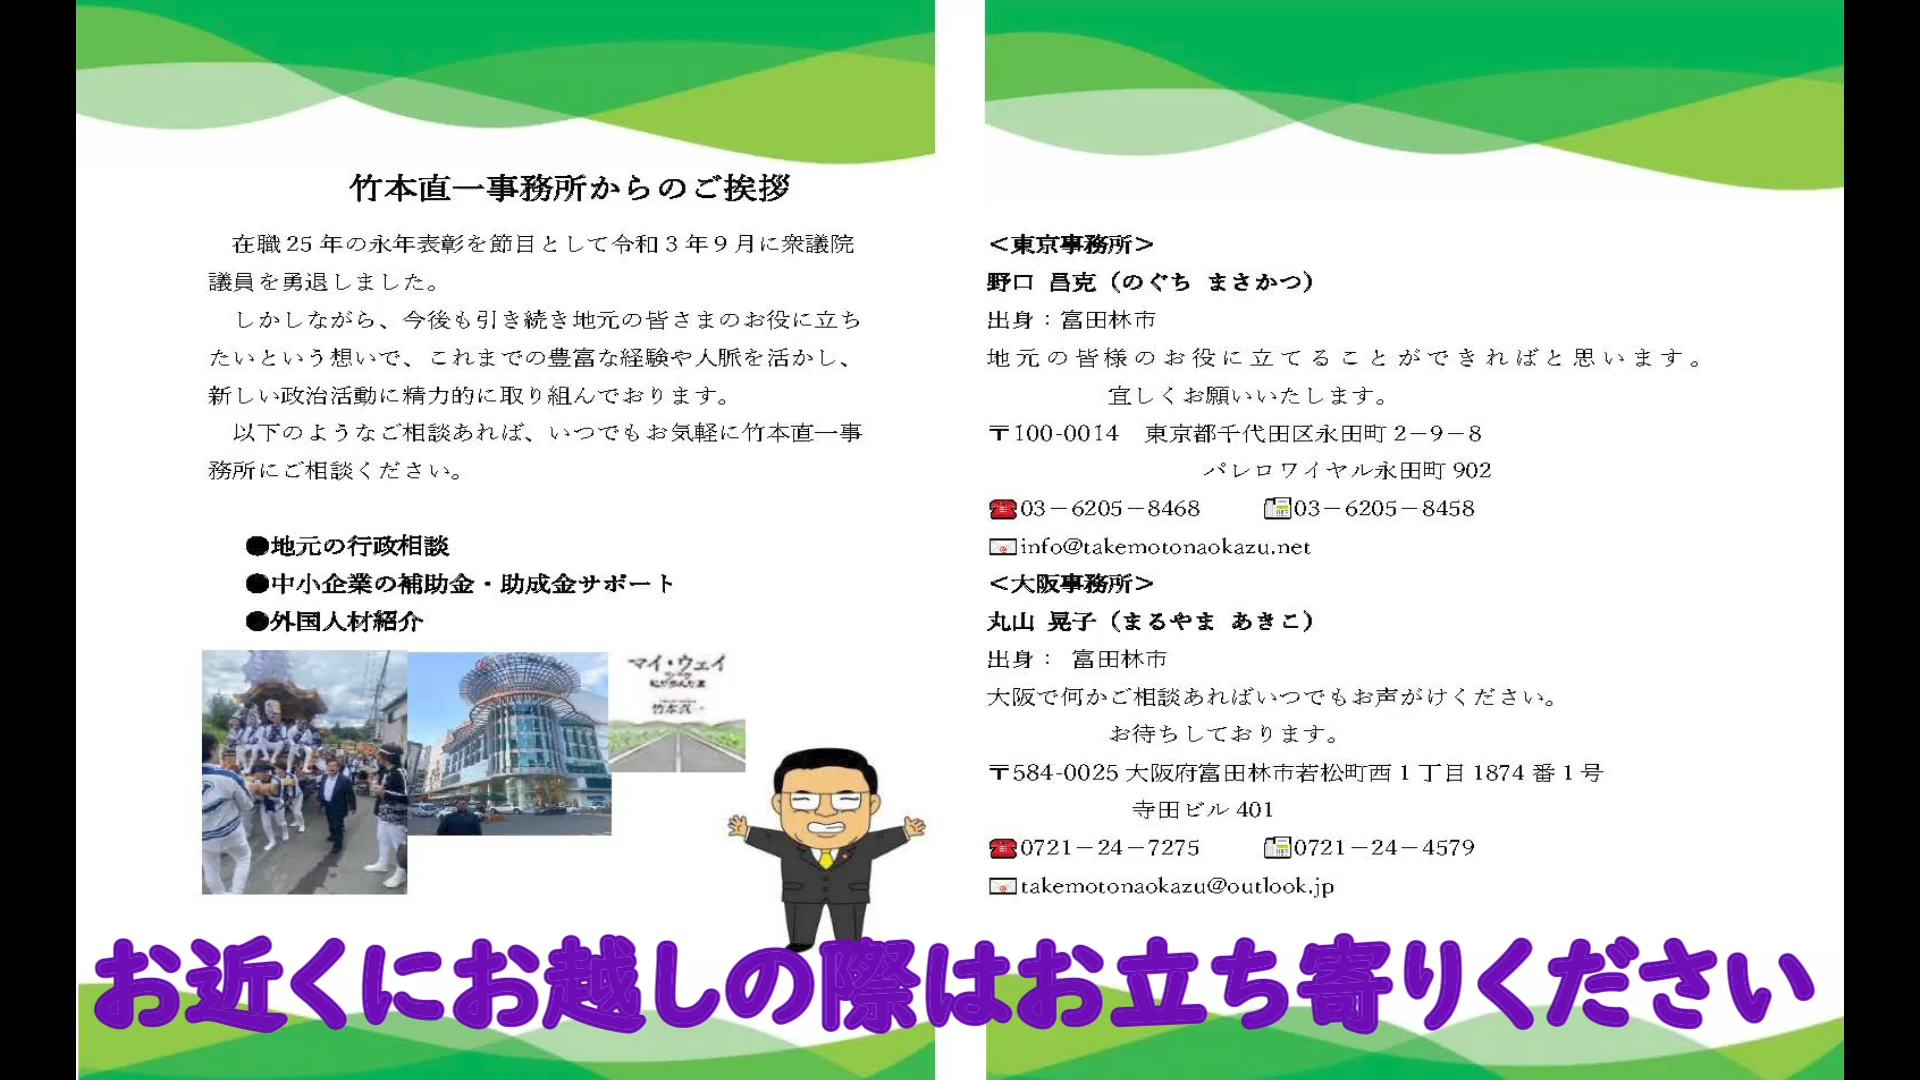 竹本直一事務所からのご挨拶
在職25年の永年表彰を節目として令和3年9月に衆議院
議員を勇退しました。
しかしながら、今後も引き続き地元の皆さまのお役に立ち
たいという想いで、これまでの豊富な経験や人脈を活かし、
新しい政治活動に精力的に取り組んでおります。
以下のようなご相談あれば、いつでもお気軽に竹本直一事
務所にご相談ください。
●地元の行政相談
●中小企業の補助金・助成金サポート
●外国人材紹介
マイ・ウェイ
竹本直一
＜東京事務所＞
野口 昌克（のぐち まさかつ）
出身：富田林市
地元の皆様のお役に立てることができればと思います。
宜しくお願いいたします。
〒100-0014 東京都千代田区永田町2－9－8
パレロワイヤル永田町902
03－6205－8468 03－6205－8458
info@takemotonaokazu.net
＜大阪事務所＞
丸山 晃子（まるやま あきこ）
出身： 富田林市
大阪で何かご相談あればいつでもお声がけください。
お待ちしております。
〒584-0025 大阪府富田林市若松町西1丁目1874番1号
寺田ビル401
0721－24－7275 0721－24－4579
takemotonaokazu@outlook.jp
お近くにお越しの際はお立ち寄りください